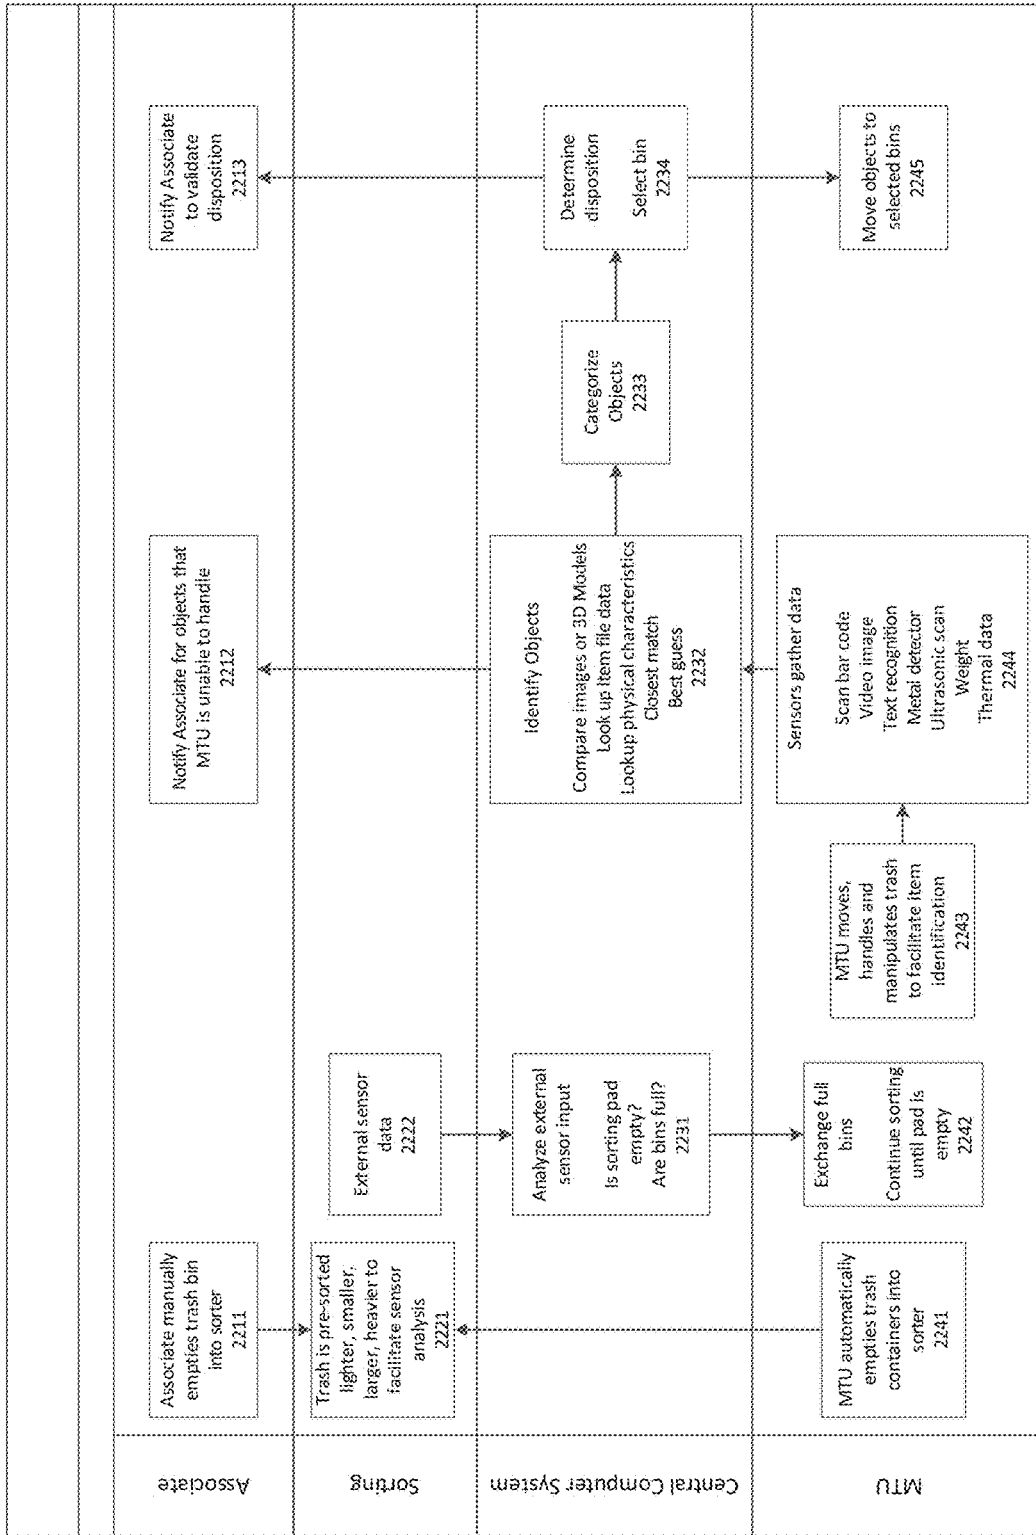 Associate
Associate manually
empties trash bin
into sorter
2211
Notify Associate for objects that
MTU is unable to handle
2212
Notify Associate
to validate
disposition
2213
Sorting
Trash is pre-sorted
lighter, smaller,
larger, heavier to
facilitate sensor
analysis
2221
External sensor
data
2222
Central Computer System
Analyze external
sensor input
Is sorting pad
empty?
Are bins full?
2231
Identify Objects
Compare images or 3D Models
Look up item file data
Lookup physical characteristics
Closest match
Best guess
2232
Categorize
Objects
2233
Determine
disposition
Select bin
2234
MTU
MTU automatically
empties trash
containers into
sorter
2241
Exchange full
bins
Continue sorting
until pad is
empty
2242
MTU moves,
handles and
manipulates trash
to facilitate item
identification
2243
Sensors gather data
Scan bar code
Video image
Text recognition
Metal detector
Ultrasonic scan
Weight
Thermal data
2244
Move objects to
selected bins
2245